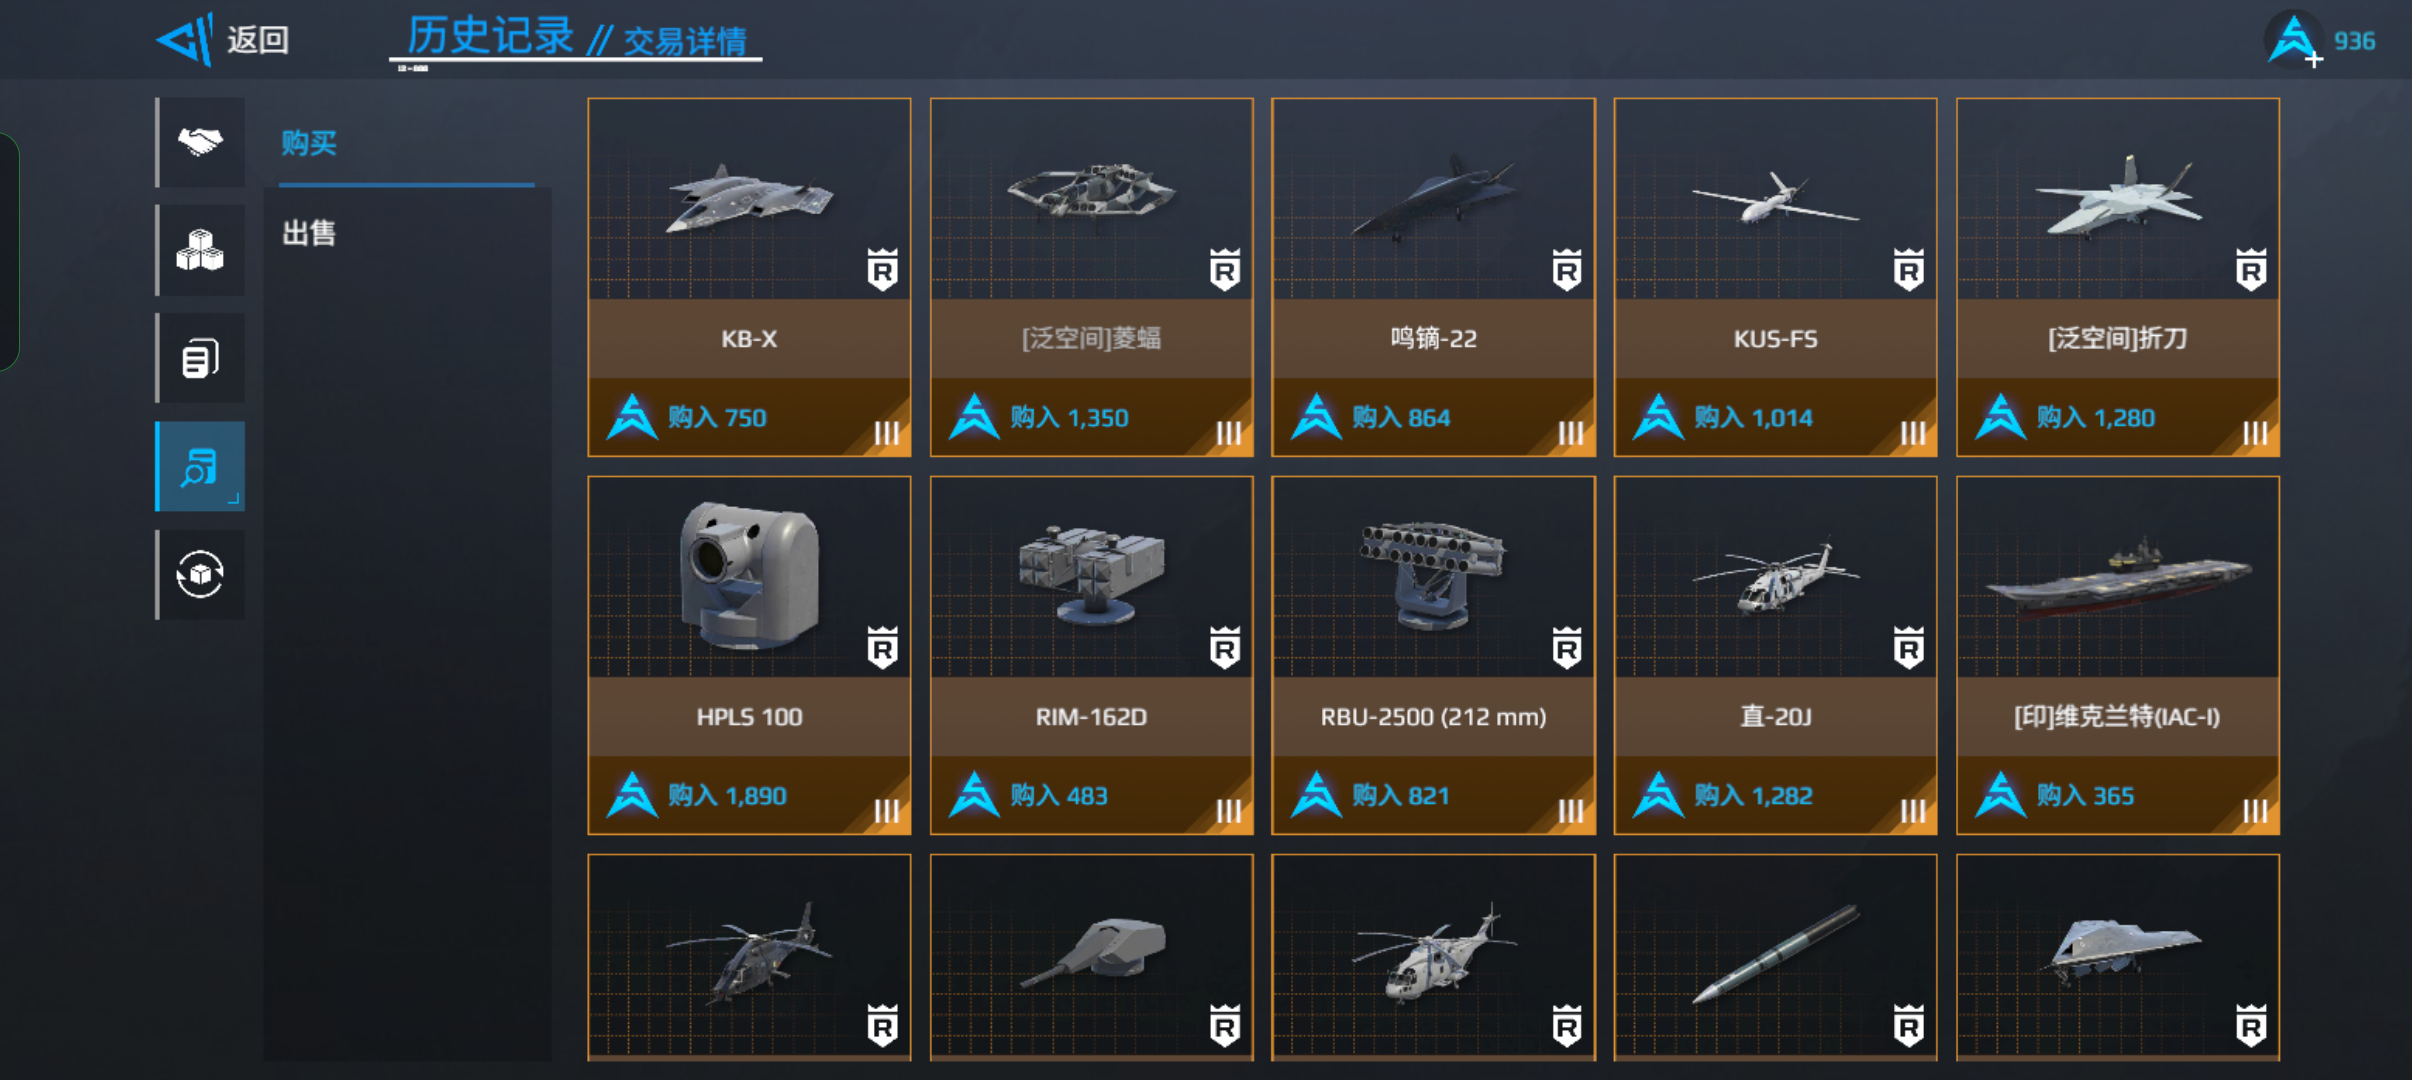 返回
历史记录 // 交易详情
936
购买
出售
KB-X
[泛空间]菱蝠
鸣镝-22
KUS-FS
[泛空间]折刀
购入 750
购入 1,350
购入 864
购入 1,014
购入 1,280
HPLS 100
RIM-162D
RBU-2500 (212 mm)
直-20J
[印]维克兰特(IAC-I)
购入 1,890
购入 483
购入 821
购入 1,282
购入 365